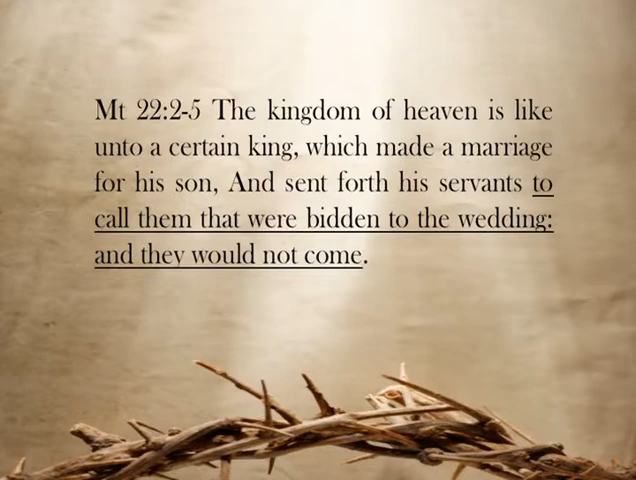 Mt 22:2-5 The kingdom of heaven is like
unto a certain king, which made a marriage
for his son, And sent forth his servants to
call them that were bidden to the wedding:
and they would not come.